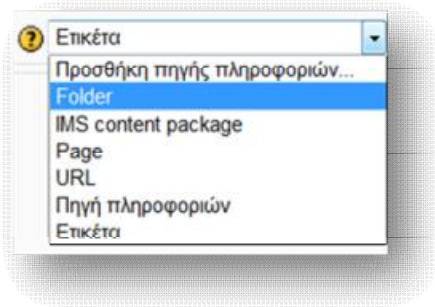 Ετικέτα
Προσθήκη πηγής πληροφοριών...
Folder
IMS content package
Page
URL
Πηγή πληροφοριών
Ετικέτα